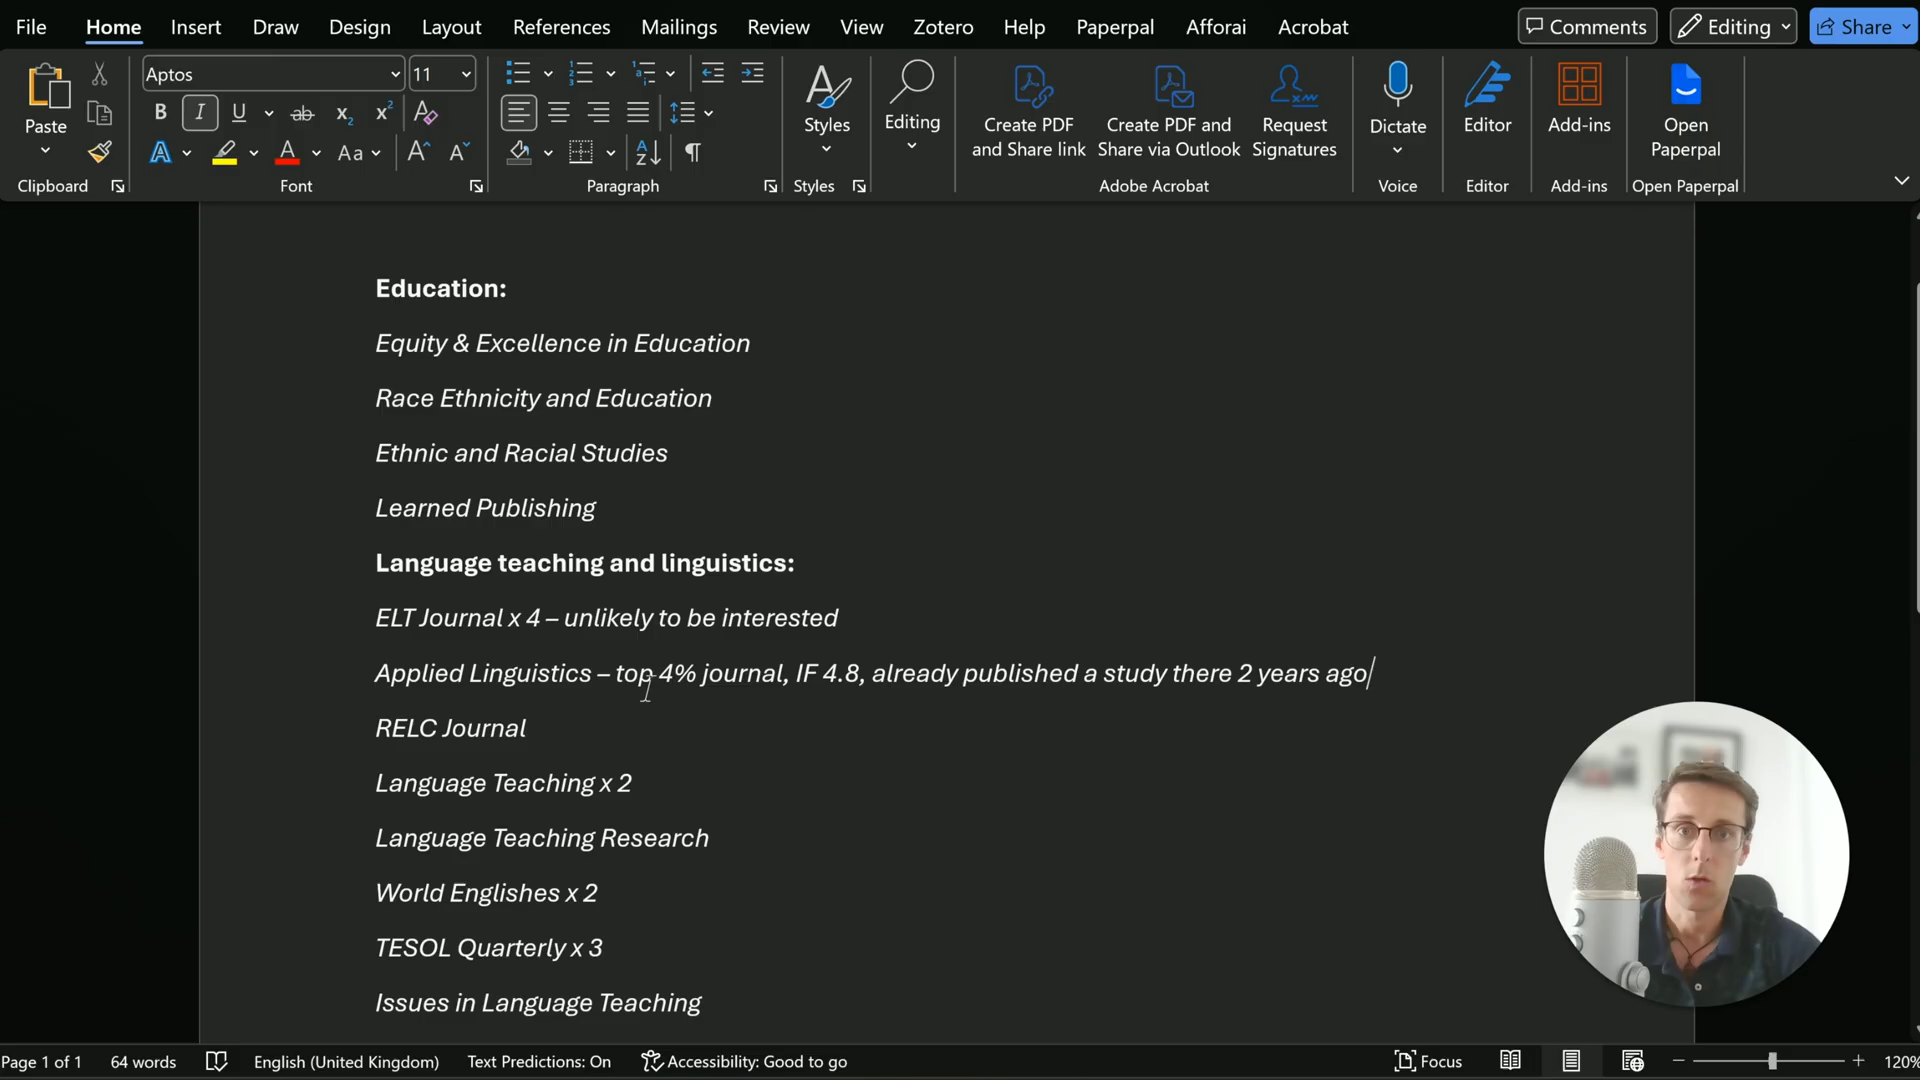 File Home Insert Draw Design Layout References Mailings Review View Zotero Help Paperpal Afforai Acrobat Comments Editing Share
Paste
Clipboard
Aptos 11
B I U ab x₂ x² A
A A Aa A A
Font
Paragraph
Styles
Styles
Editing
Create PDF
and Share link
Create PDF and
Share via Outlook
Request
Signatures
Adobe Acrobat
Dictate
Voice
Editor
Editor
Add-ins
Add-ins
Open
Paperpal
Open Paperpal
Education:
Equity & Excellence in Education
Race Ethnicity and Education
Ethnic and Racial Studies
Learned Publishing
Language teaching and linguistics:
ELT Journal x 4 – unlikely to be interested
Applied Linguistics – top 4% journal, IF 4.8, already published a study there 2 years ago
RELC Journal
Language Teaching x 2
Language Teaching Research
World Englishes x 2
TESOL Quarterly x 3
Issues in Language Teaching
Page 1 of 1 64 words English (United Kingdom) Text Predictions: On Accessibility: Good to go Focus 120%